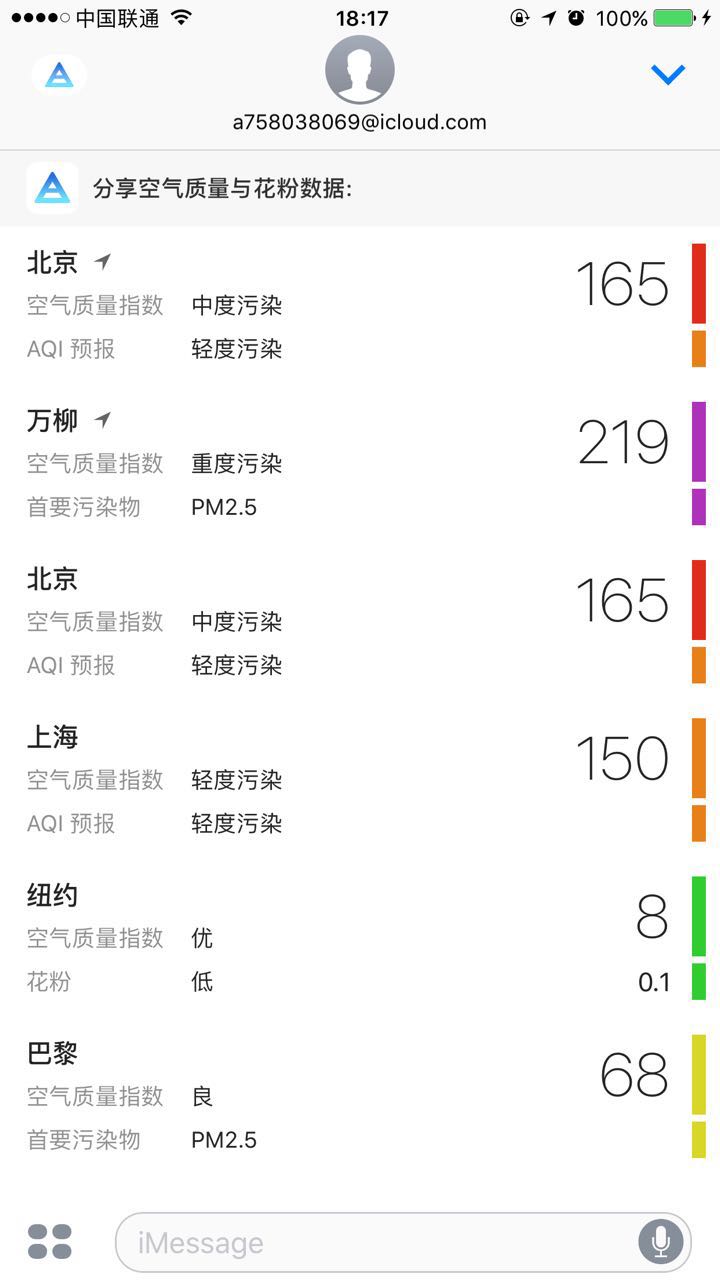 中国联通 18:17 100%
a758038069@icloud.com
分享空气质量与花粉数据:
北京 165
空气质量指数 中度污染
AQI 预报 轻度污染
万柳 219
空气质量指数 重度污染
首要污染物 PM2.5
北京 165
空气质量指数 中度污染
AQI 预报 轻度污染
上海 150
空气质量指数 轻度污染
AQI 预报 轻度污染
纽约 8
空气质量指数 优
花粉 低 0.1
巴黎 68
空气质量指数 良
首要污染物 PM2.5
iMessage